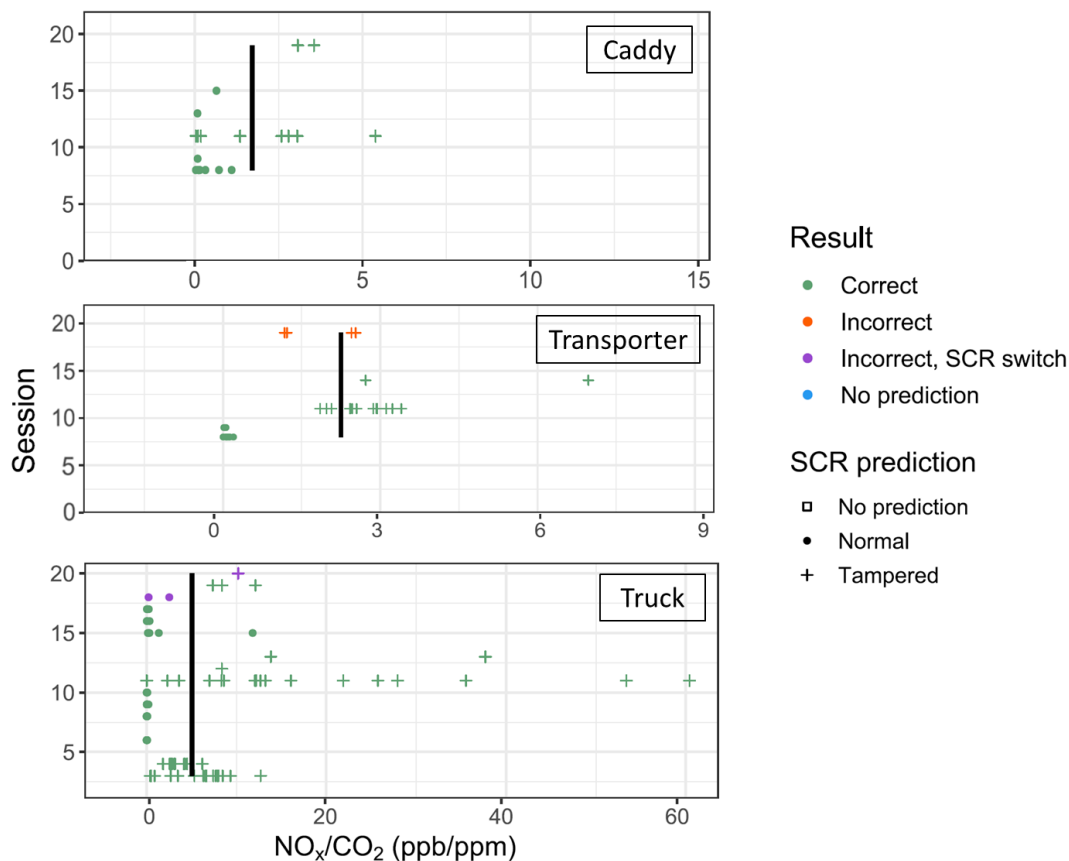 20
15
10
5
0
Caddy
0
5
10
15
20
15
10
5
0
Transporter
0
3
6
9
Session
20
15
10
5
Truck
0
20
40
60
NOₓ/CO₂ (ppb/ppm)
Result
Correct
Incorrect
Incorrect, SCR switch
No prediction
SCR prediction
No prediction
Normal
Tampered